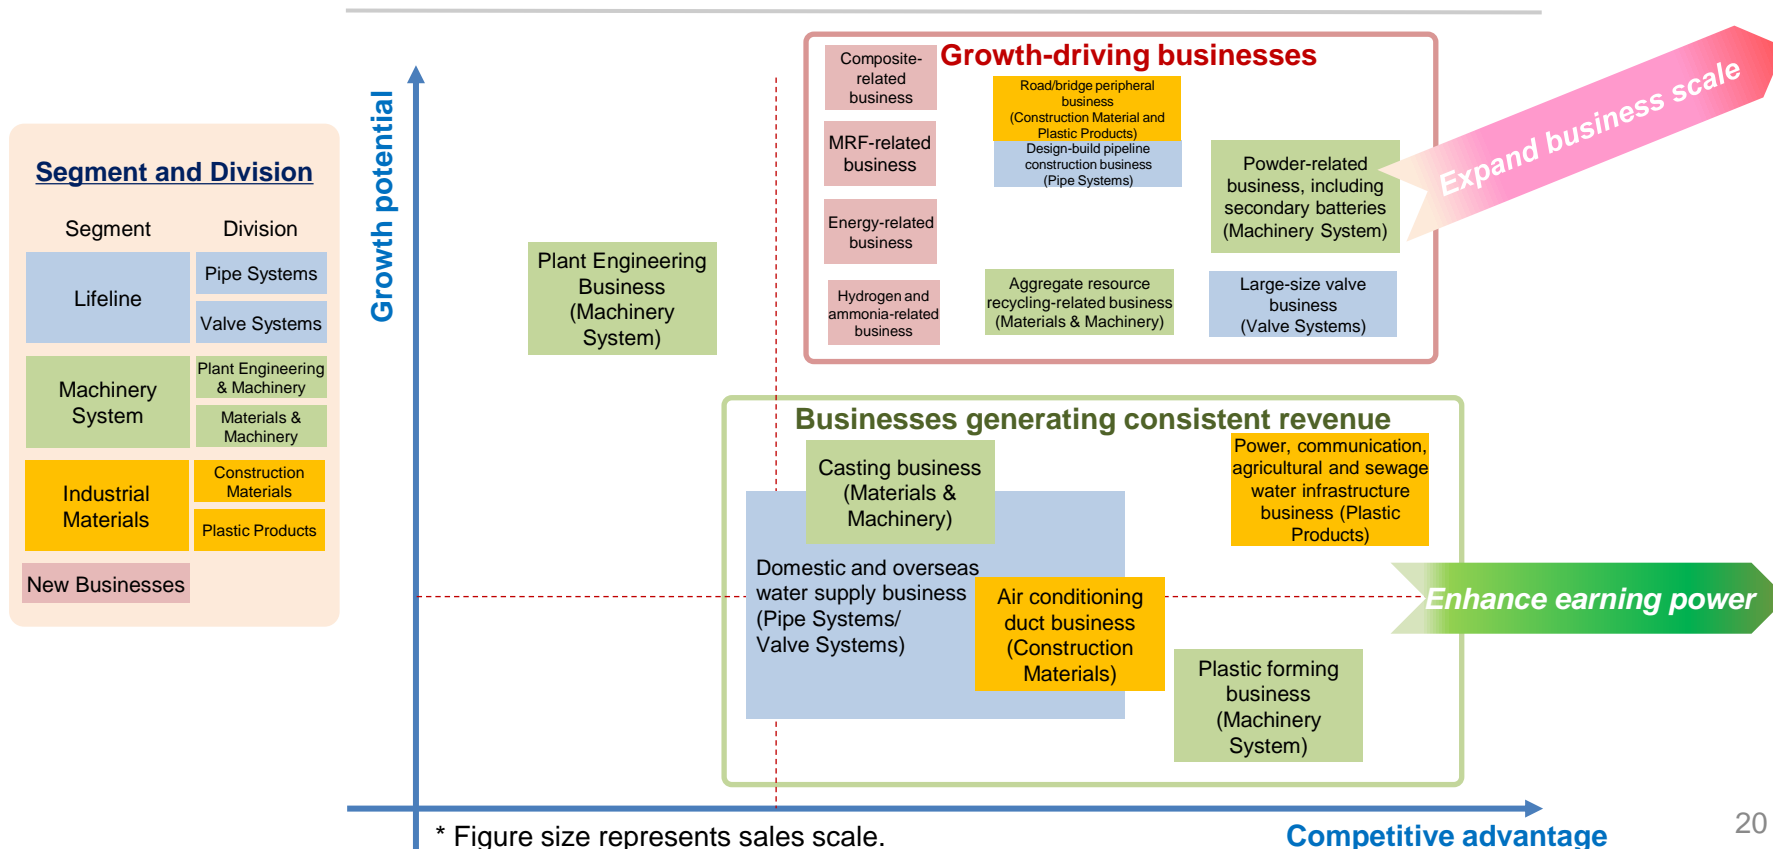 Segment and Division
Segment
Division
Lifeline
Pipe Systems
Valve Systems
Machinery
System
Plant Engineering
& Machinery
Materials &
Machinery
Industrial
Materials
Construction
Materials
Plastic Products
New Businesses
Growth potential
Plant Engineering
Business
(Machinery
System)
Growth-driving businesses
Composite-
related
business
MRF-related
business
Energy-related
business
Hydrogen and
ammonia-related
business
Road/bridge peripheral
business
(Construction Material and
Plastic Products)
Design-build pipeline
construction business
(Pipe Systems)
Aggregate resource
recycling-related business
(Materials & Machinery)
Powder-related
business, including
secondary batteries
(Machinery System)
Large-size valve
business
(Valve Systems)
Expand business scale
Businesses generating consistent revenue
Casting business
(Materials &
Machinery)
Domestic and overseas
water supply business
(Pipe Systems/
Valve Systems)
Air conditioning
duct business
(Construction
Materials)
Power, communication,
agricultural and sewage
water infrastructure
business (Plastic
Products)
Plastic forming
business
(Machinery
System)
Enhance earning power
* Figure size represents sales scale.
Competitive advantage
20